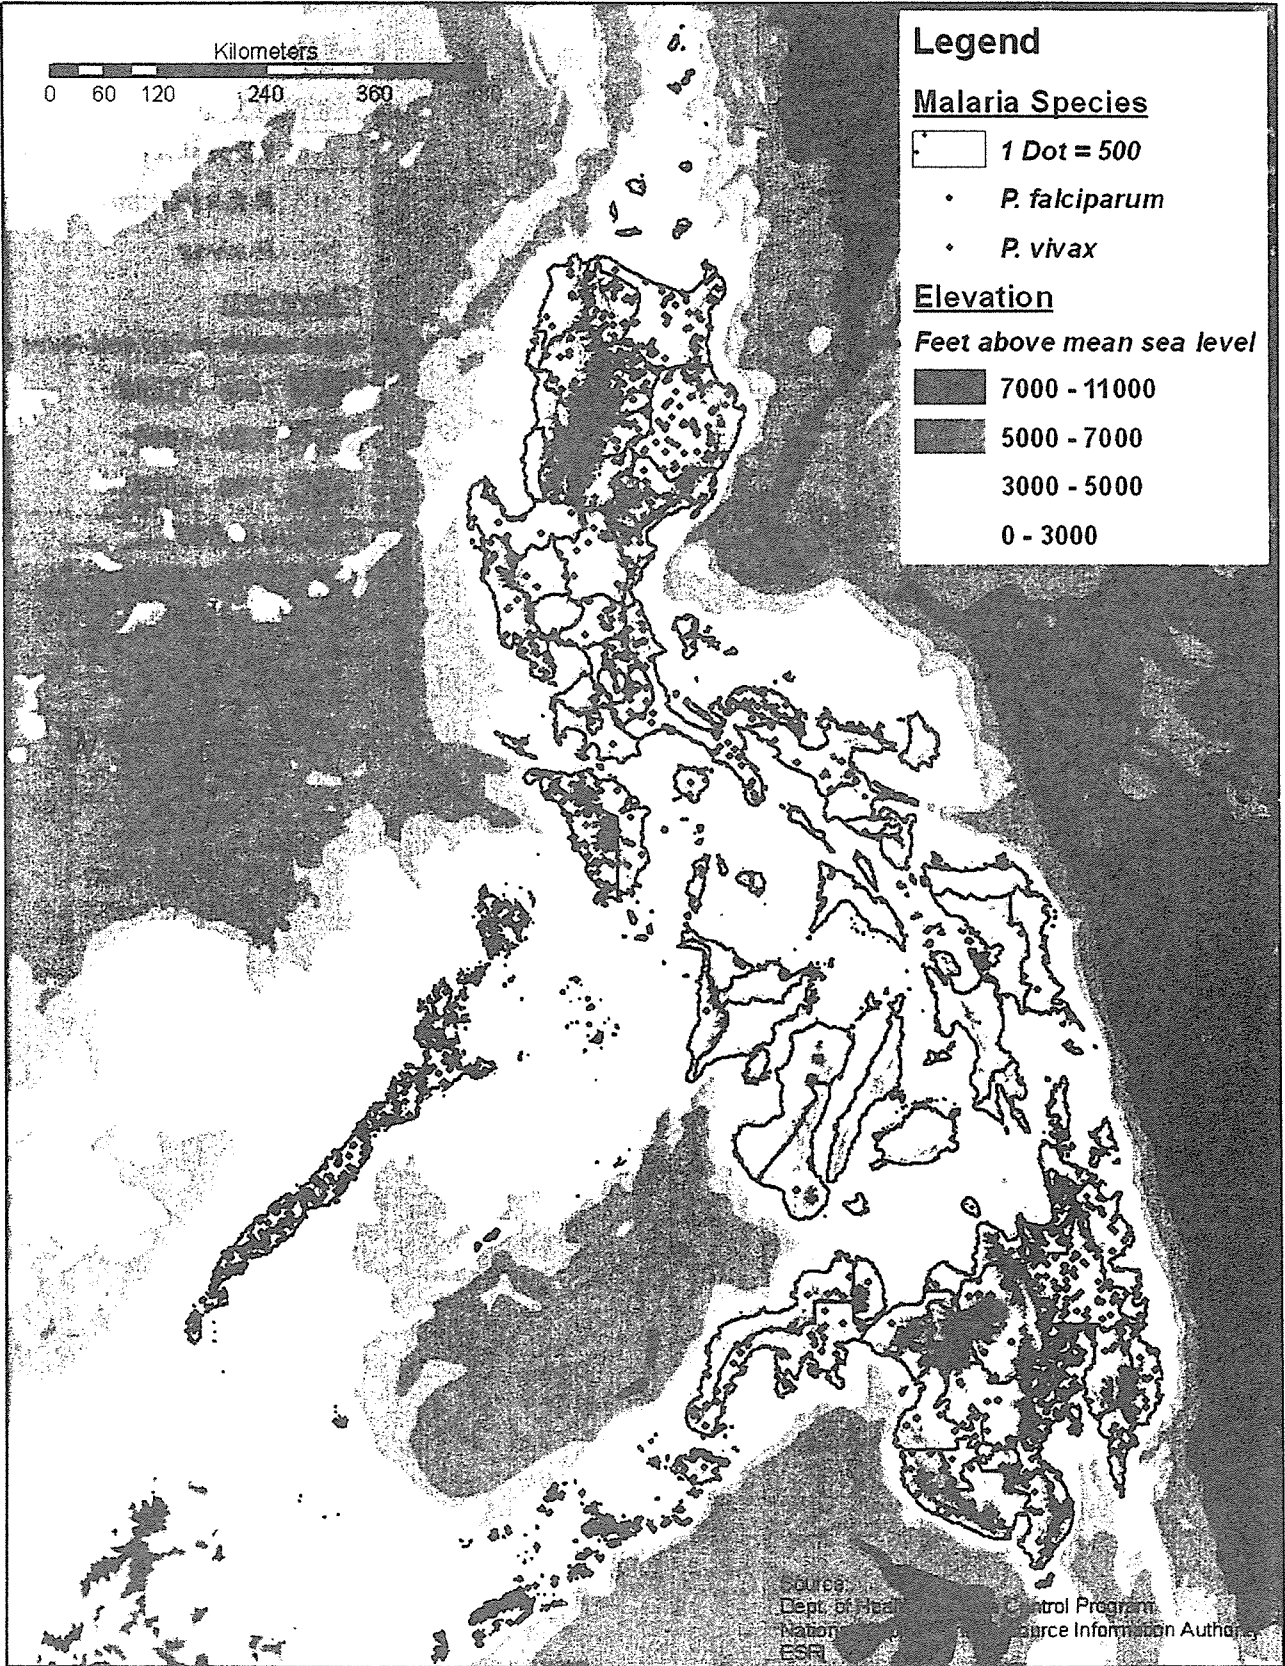 Kilometers
0 60 120 240 360
Legend
Malaria Species
1 Dot = 500
P. falciparum
P. vivax
Elevation
Feet above mean sea level
7000 - 11000
5000 - 7000
3000 - 5000
0 - 3000
Source:
Dept. of Control Program
Information
ESRI